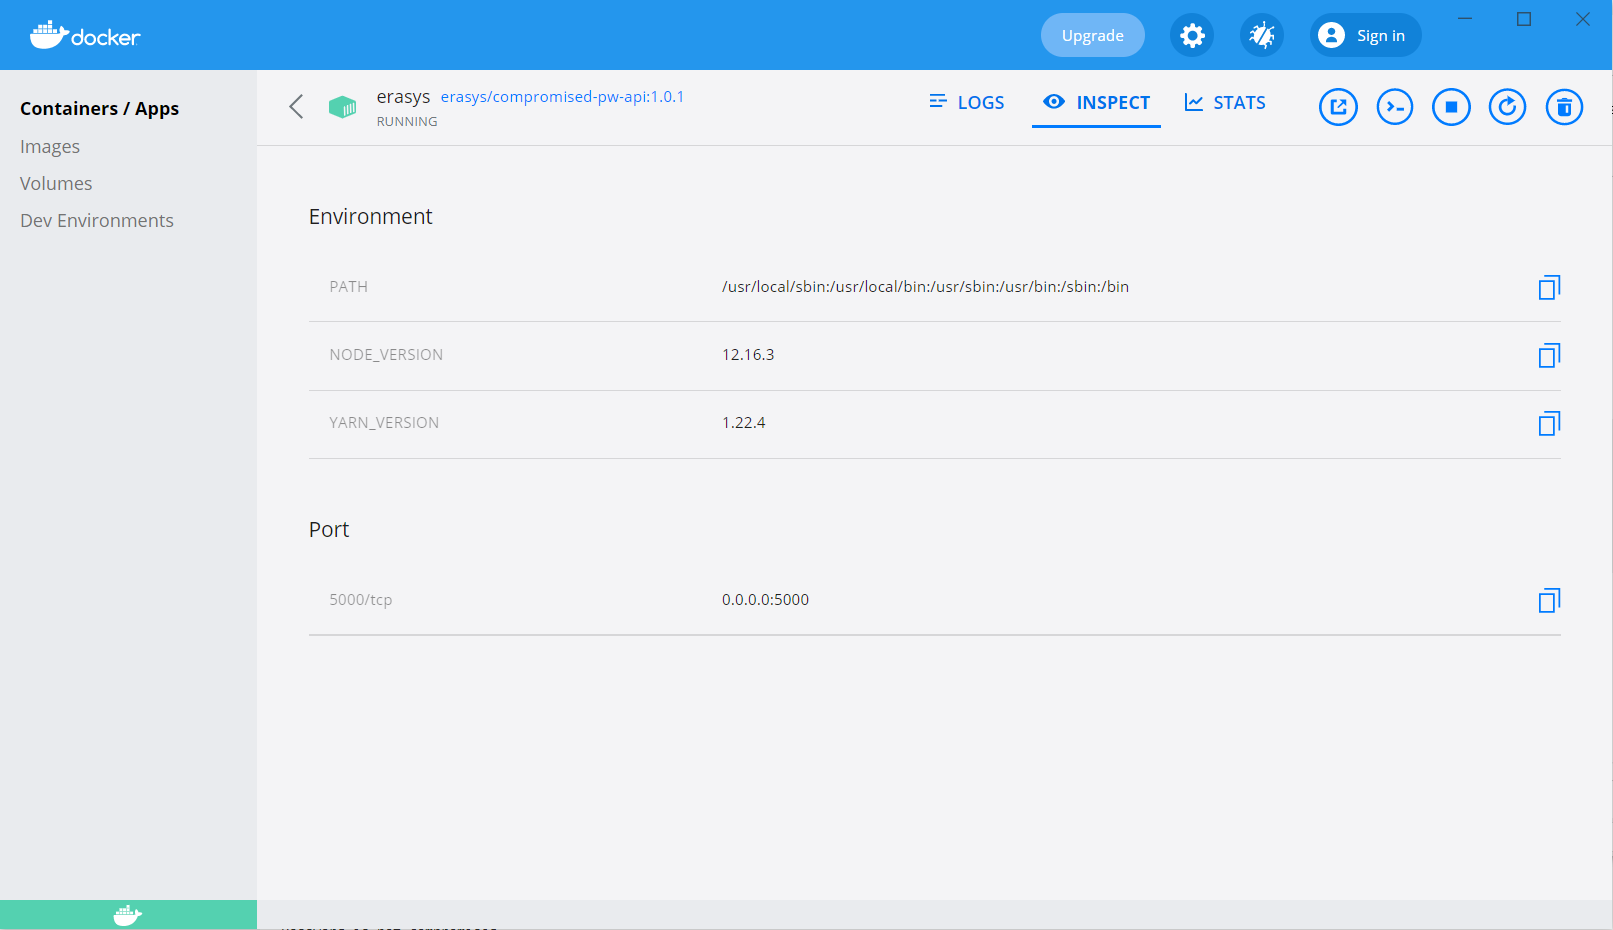 docker
Upgrade
Sign in
Containers / Apps
Images
Volumes
Dev Environments
erasys erasys/compromised-pw-api:1.0.1
RUNNING
LOGS
INSPECT
STATS
Environment
PATH /usr/local/sbin:/usr/local/bin:/usr/sbin:/usr/bin:/sbin:/bin
NODE_VERSION 12.16.3
YARN_VERSION 1.22.4
Port
5000/tcp 0.0.0.0:5000